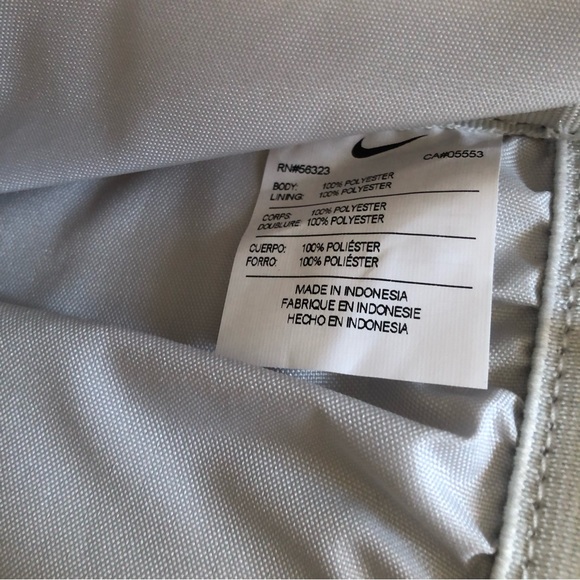 RN#56323 CA#05553
BODY: 100% POLYESTER
LINING: 100% POLYESTER
CORPS: 100% POLYESTER
DOUBLURE: 100% POLYESTER
CUERPO: 100% POLIÉSTER
FORRO: 100% POLIÉSTER
MADE IN INDONESIA
FABRIQUE EN INDONESIE
HECHO EN INDONESIA